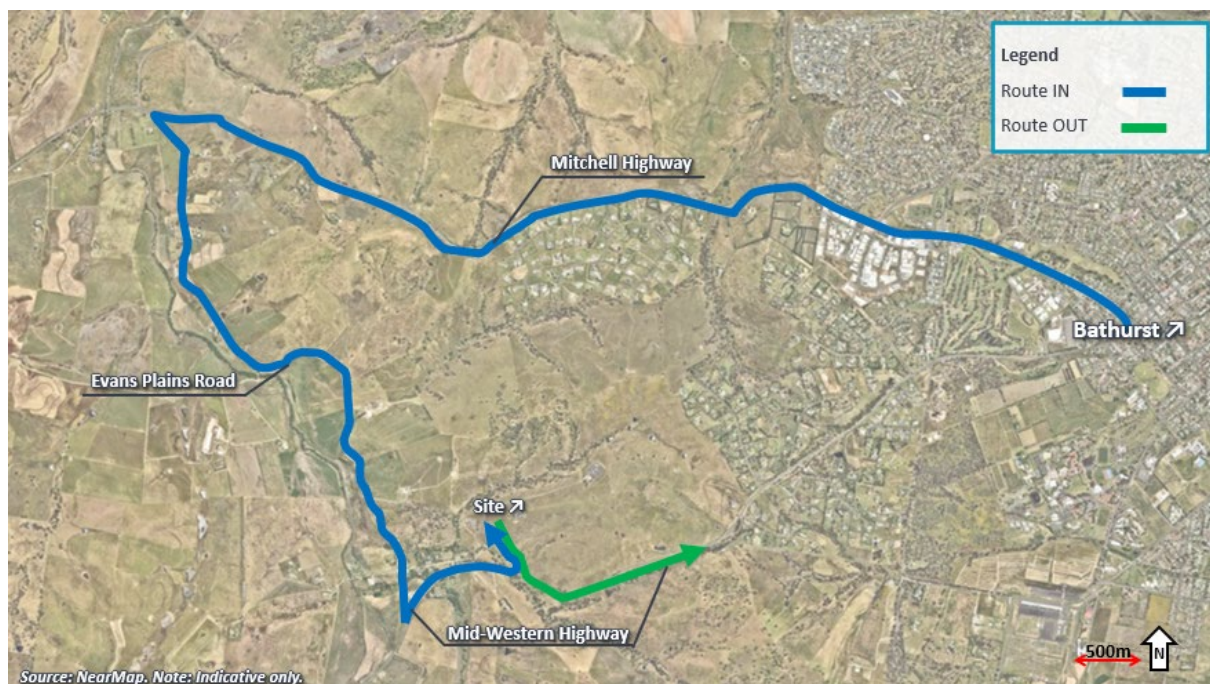 Legend
Route IN
Route OUT
Mitchell Highway
Bathurst ↗
Evans Plains Road
Site ↗
Mid-Western Highway
500m
N
Source: NearMap. Note: Indicative only.